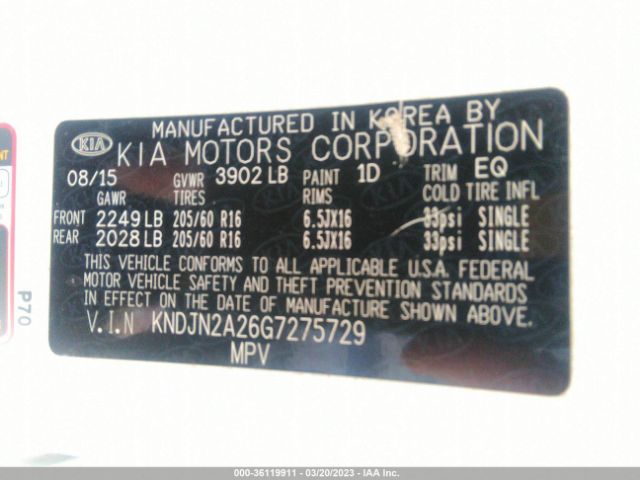 MANUFACTURED IN KOREA BY
KIA KIA MOTORS CORPORATION
08/15 GVWR 3902 LB PAINT 1D TRIM EQ
GAWR TIRES RIMS COLD TIRE INFL
FRONT 2249 LB 205/60 R16 6.5JX16 33psi SINGLE
REAR 2028 LB 205/60 R16 6.5JX16 33psi SINGLE
THIS VEHICLE CONFORMS TO ALL APPLICABLE U.S.A. FEDERAL
MOTOR VEHICLE SAFETY AND THEFT PREVENTION STANDARDS
IN EFFECT ON THE DATE OF MANUFACTURE SHOWN ABOVE.
V.I.N KNDJN2A26G7275729
MPV
P70
000-36119911 - 03/20/2023 - IAA Inc.